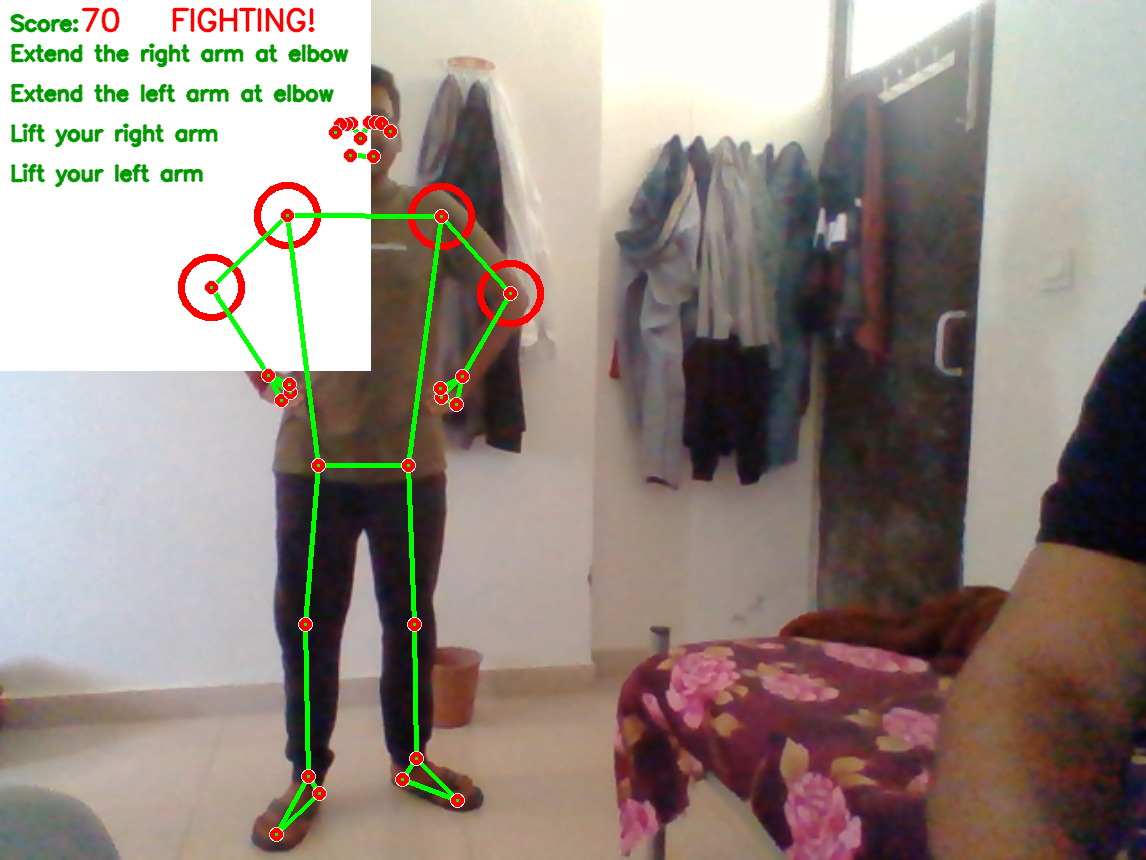 Score:70 FIGHTING!
Extend the right arm at elbow
Extend the left arm at elbow
Lift your right arm
Lift your left arm